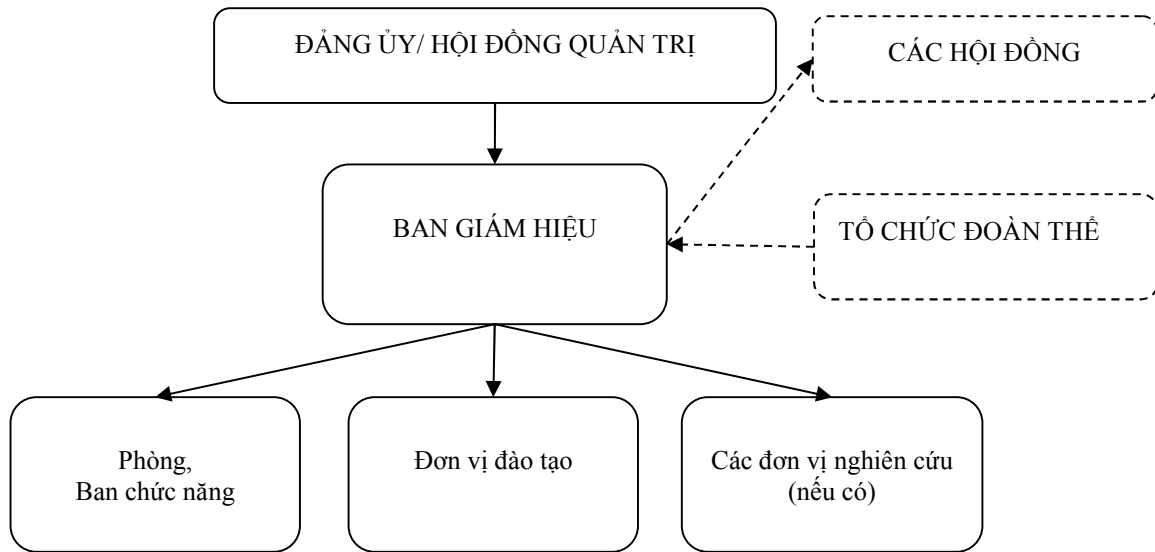 ĐẢNG ỦY/ HỘI ĐỒNG QUẢN TRỊ
CÁC HỘI ĐỒNG
BAN GIÁM HIỆU
TỔ CHỨC ĐOÀN THỂ
Phòng,
Ban chức năng
Đơn vị đào tạo
Các đơn vị nghiên cứu
(nếu có)